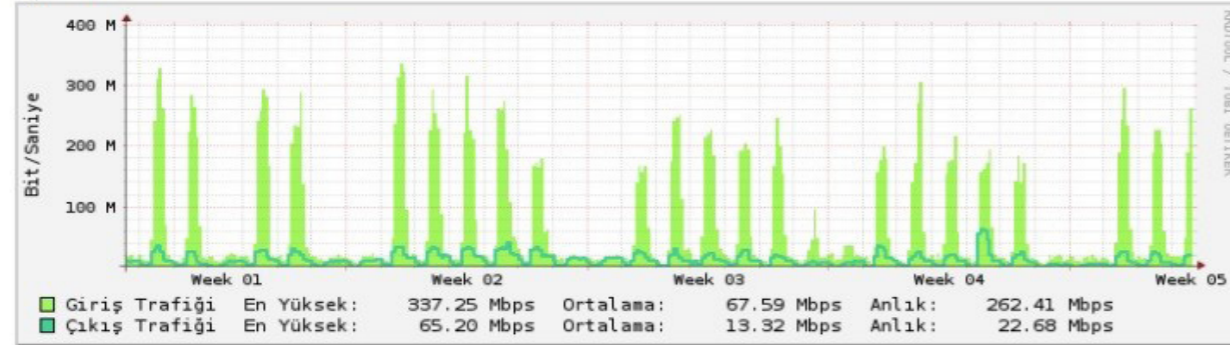 400 M
300 M
200 M
100 M
Bit/Saniye
Week 01 Week 02 Week 03 Week 04 Week 05
Giriş Trafiği En Yüksek: 337.25 Mbps Ortalama: 67.59 Mbps Anlık: 262.41 Mbps
Çıkış Trafiği En Yüksek: 65.20 Mbps Ortalama: 13.32 Mbps Anlık: 22.68 Mbps